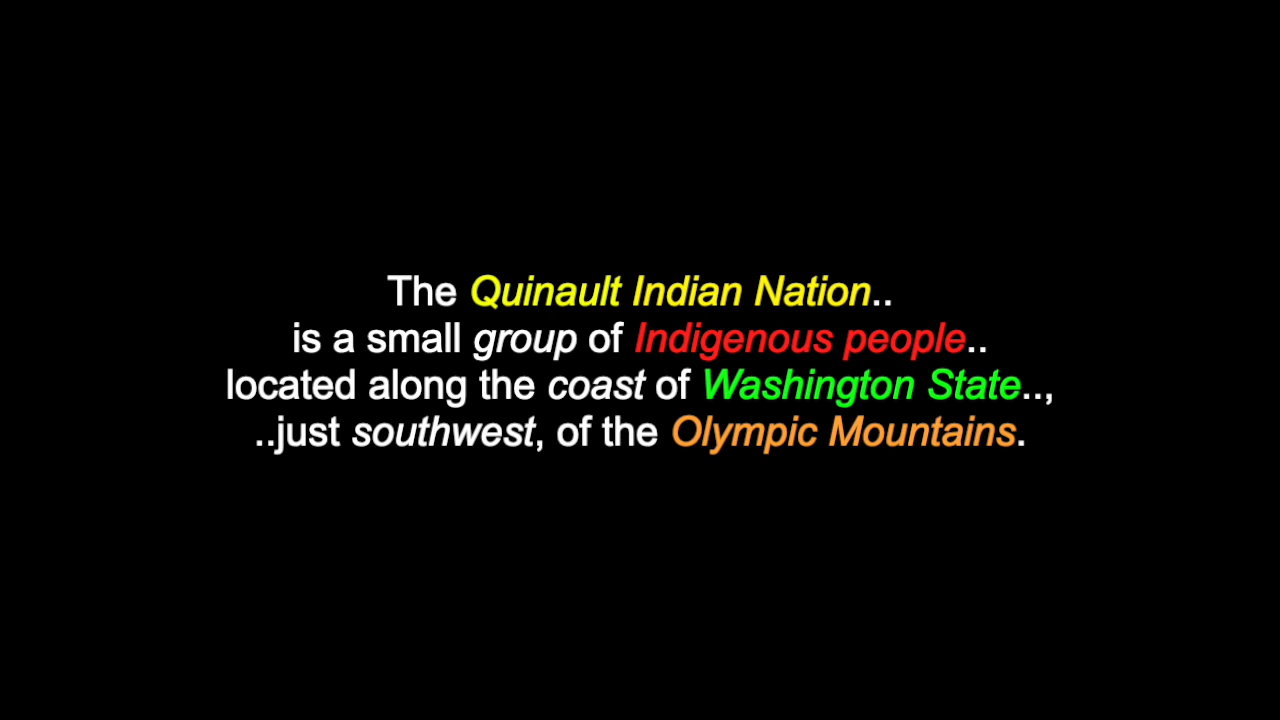 The Quinault Indian Nation..
is a small group of Indigenous people..
located along the coast of Washington State..,
..just southwest, of the Olympic Mountains.